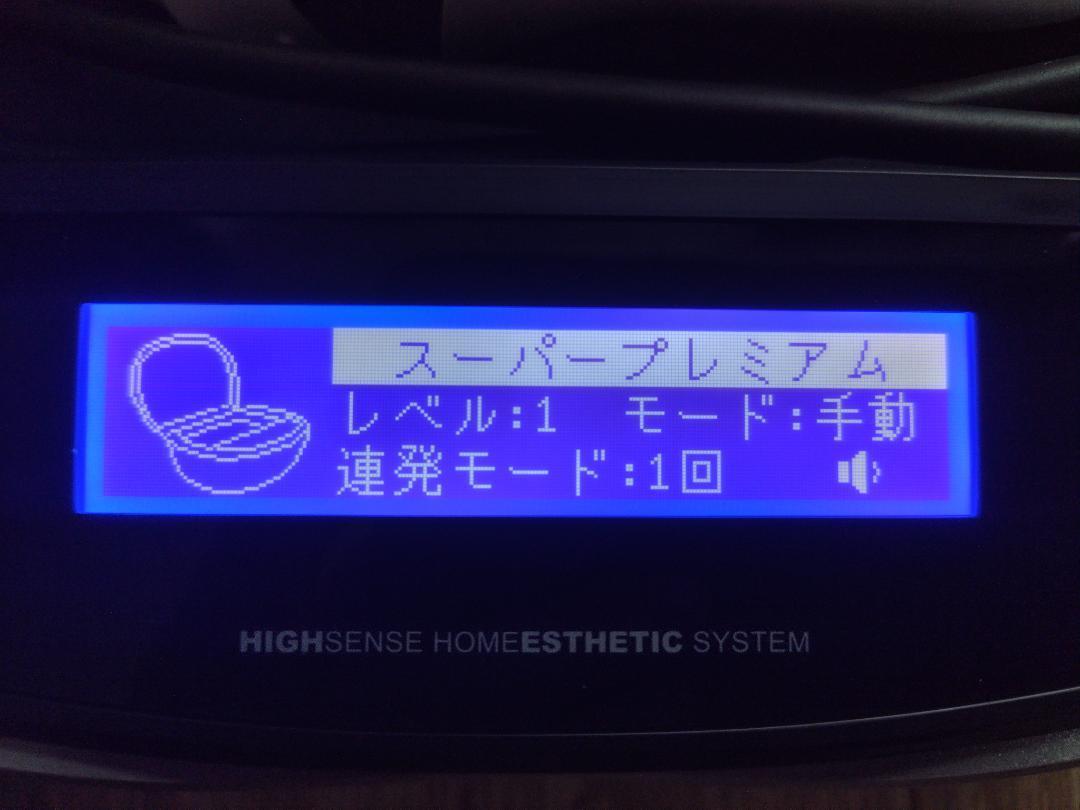 スーパープレミアム
レベル:1 モード:手動
連発モード:1回
HIGHSENSE HOMEESTHETIC SYSTEM